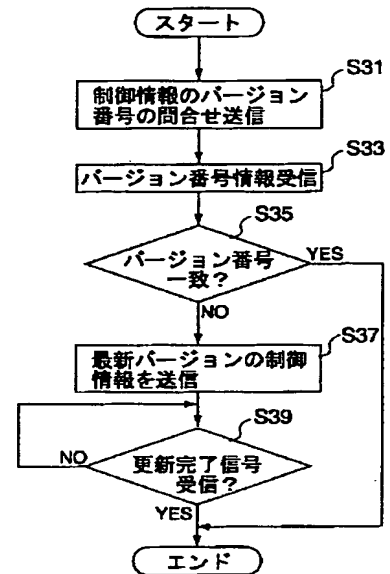 スタート
S31
制御情報のバージョン
番号の問合せ送信
S33
バージョン番号情報受信
S35
バージョン番号
一致?
YES
NO
S37
最新バージョンの制御
情報を送信
S39
更新完了信号
受信?
NO
YES
エンド